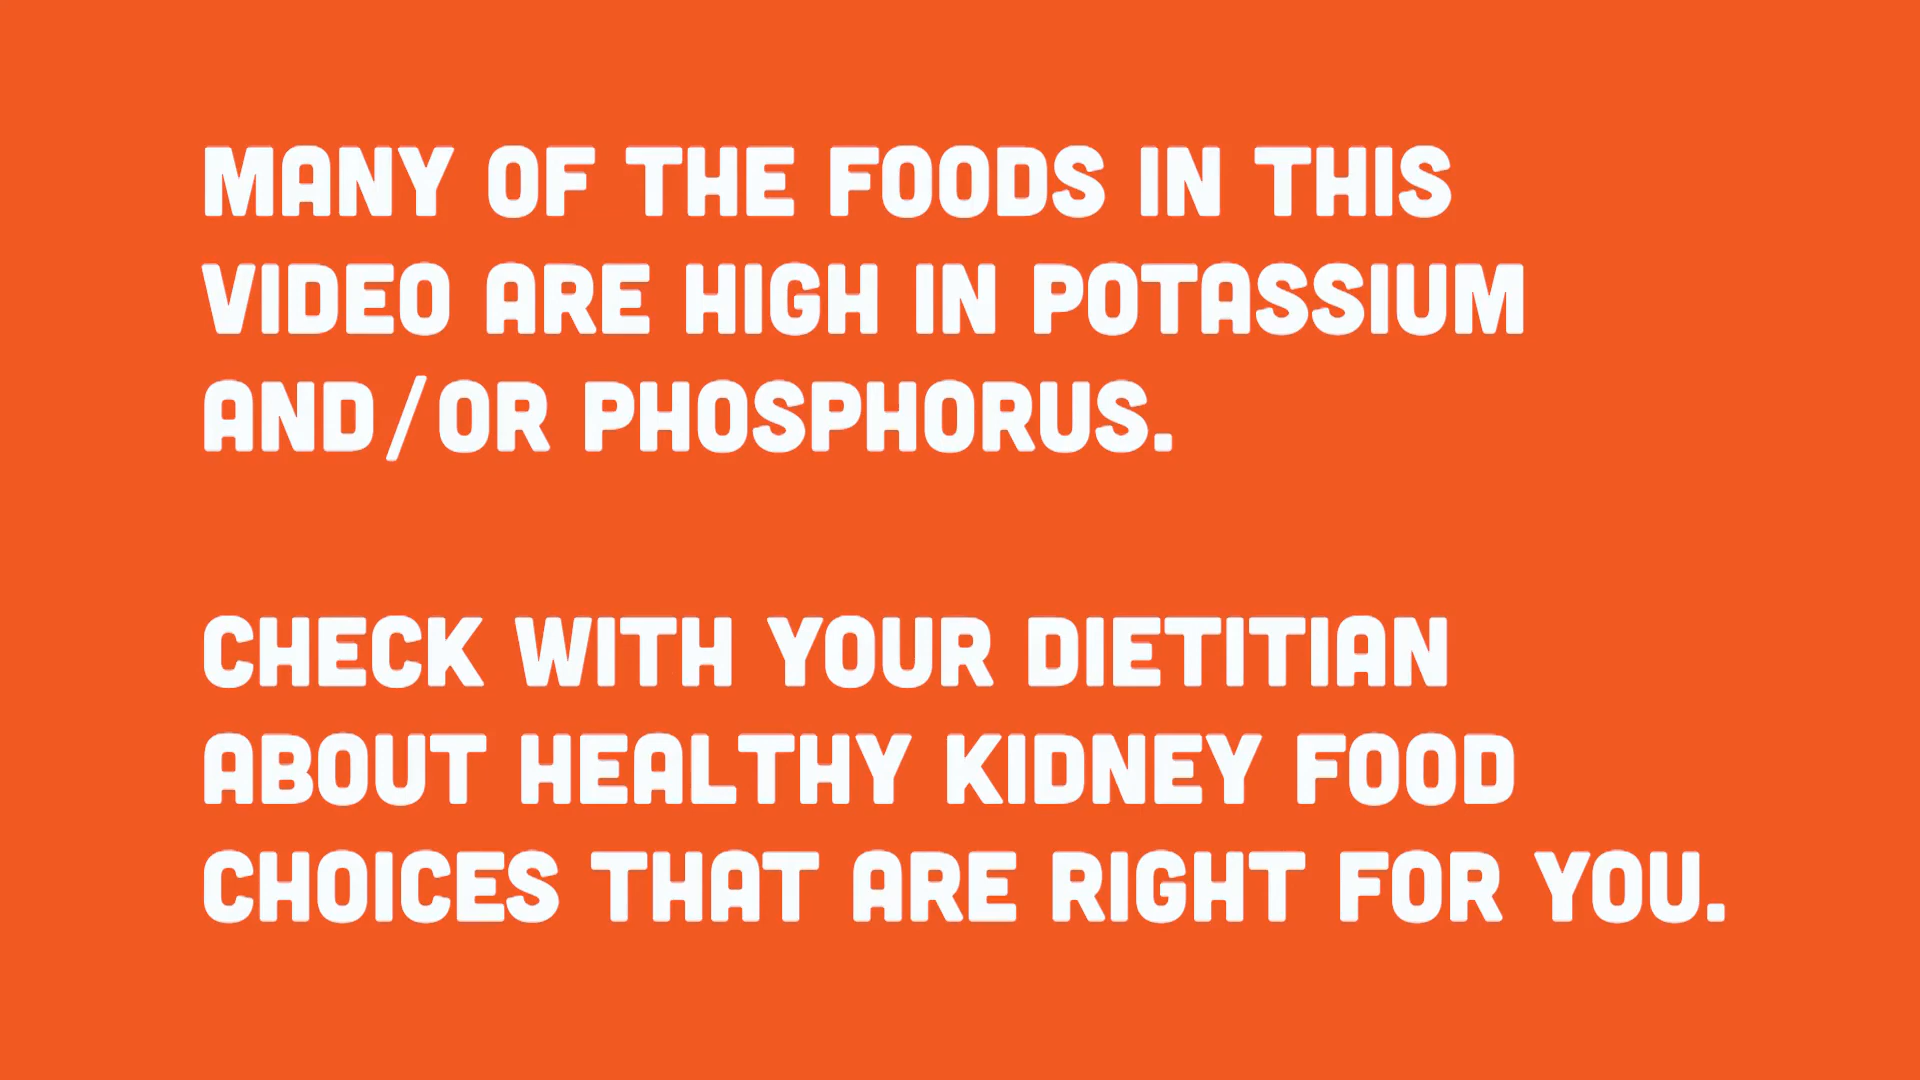 MANY OF THE FOODS IN THIS
VIDEO ARE HIGH IN POTASSIUM
AND/OR PHOSPHORUS.
CHECK WITH YOUR DIETITIAN
ABOUT HEALTHY KIDNEY FOOD
CHOICES THAT ARE RIGHT FOR YOU.